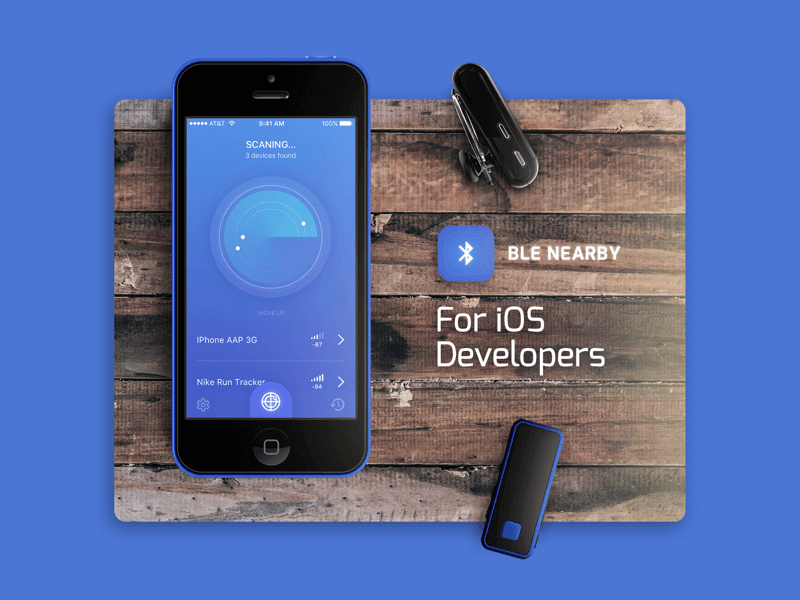 AT&T 9:41 AM 100%
SCANING...
3 devices found
MOVE UP
IPhone AAP 3G
-67
Nike Run Tracker
-94
BLE NEARBY
For iOS
Developers